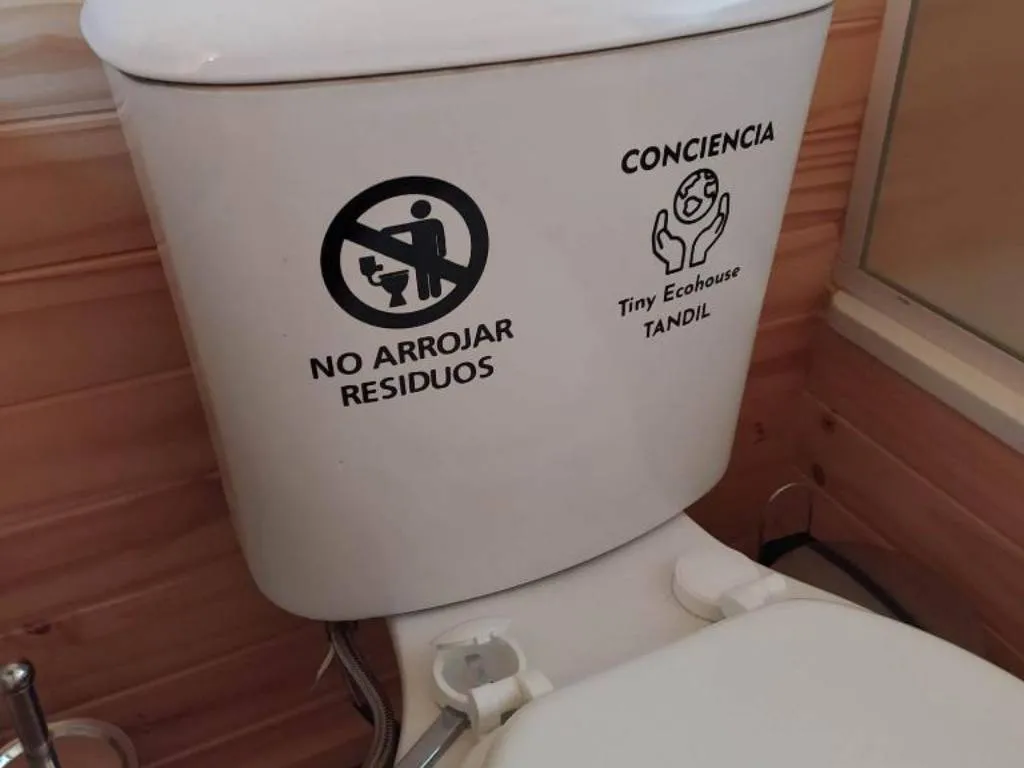 NO ARROJAR
RESIDUOS
CONCIENCIA
Tiny Ecohouse
TANDIL